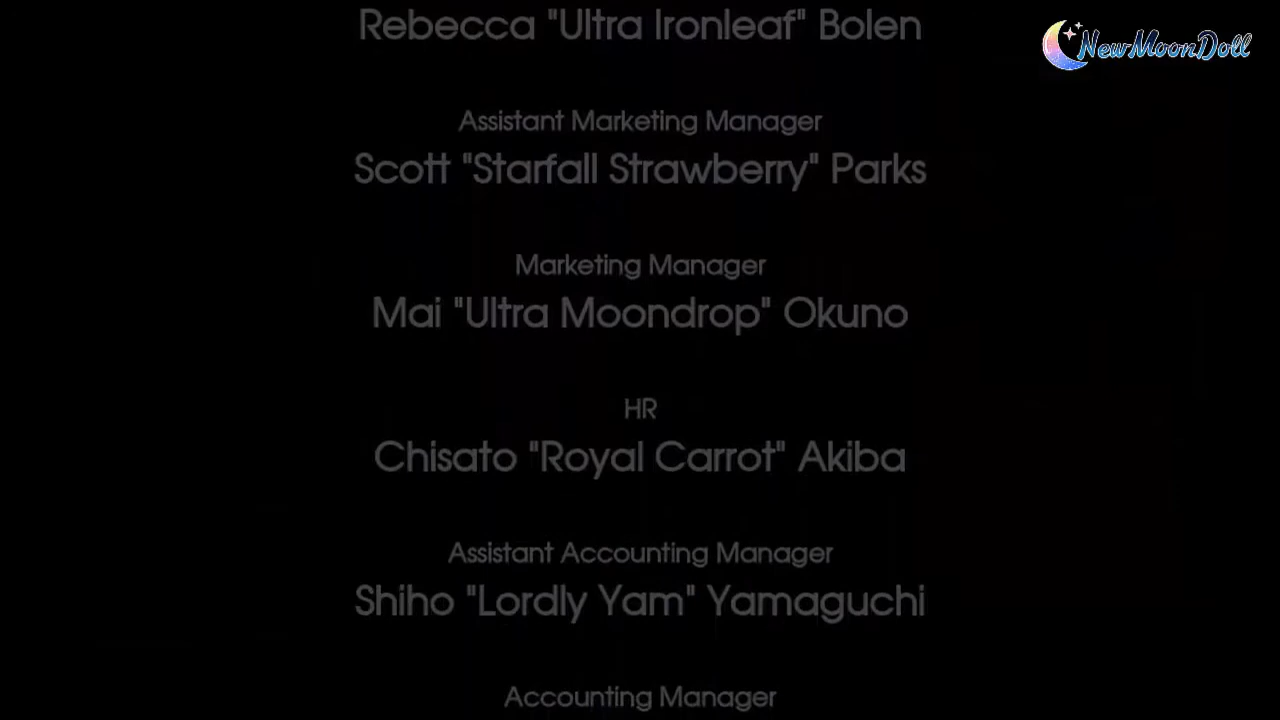 Rebecca "Ultra Ironleaf" Bolen
NewMoonDoll
Assistant Marketing Manager
Scott "Starfall Strawberry" Parks
Marketing Manager
Mai "Ultra Moondrop" Okuno
HR
Chisato "Royal Carrot" Akiba
Assistant Accounting Manager
Shiho "Lordly Yam" Yamaguchi
Accounting Manager